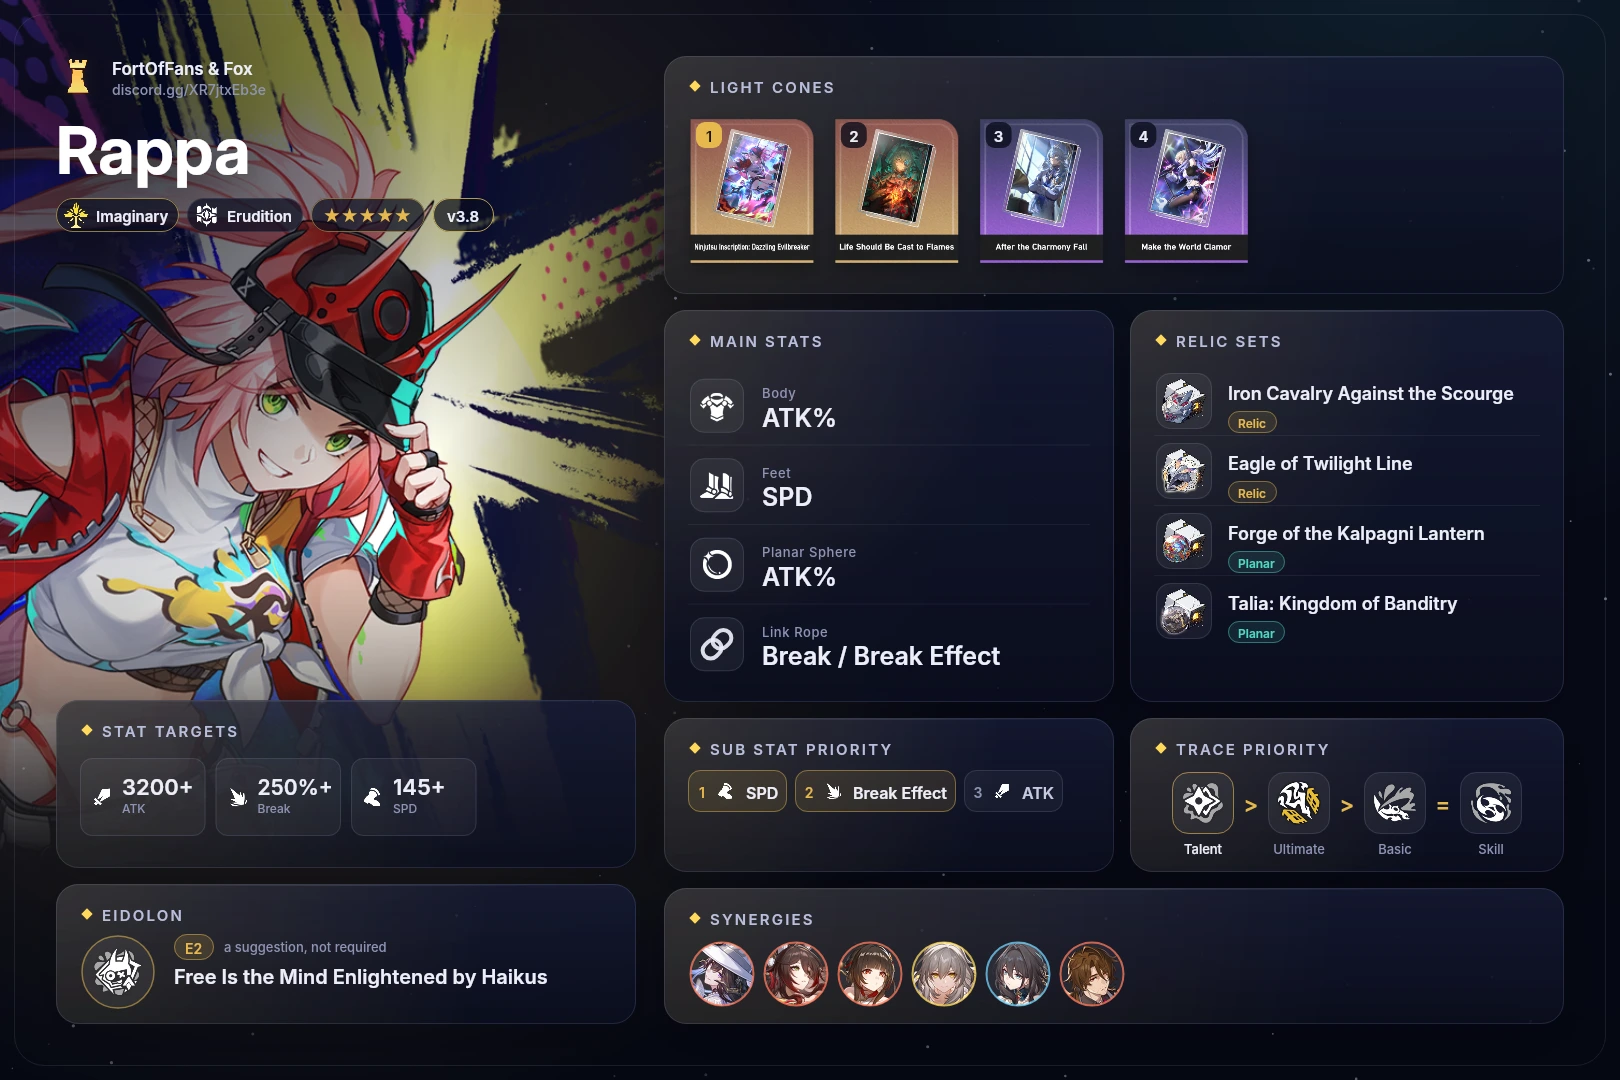 FortOfFans & Fox
discord.gg/XR7jtxEb3e
Rappa
Imaginary
Erudition
★★★★★
v3.8
LIGHT CONES
1
2
3
4
Ninjutsu Inscription: Dazzling Evilbreaker
Life Should Be Cast to Flames
After the Charmony Fall
Make the World Clamor
MAIN STATS
Body
ATK%
Feet
SPD
Planar Sphere
ATK%
Link Rope
Break / Break Effect
RELIC SETS
Iron Cavalry Against the Scourge
Relic
Eagle of Twilight Line
Relic
Forge of the Kalpagni Lantern
Planar
Talia: Kingdom of Banditry
Planar
STAT TARGETS
3200+
ATK
250%+
Break
145+
SPD
SUB STAT PRIORITY
1 SPD
2 Break Effect
3 ATK
TRACE PRIORITY
> > =
Talent
Ultimate
Basic
Skill
EIDOLON
E2 a suggestion, not required
Free Is the Mind Enlightened by Haikus
SYNERGIES